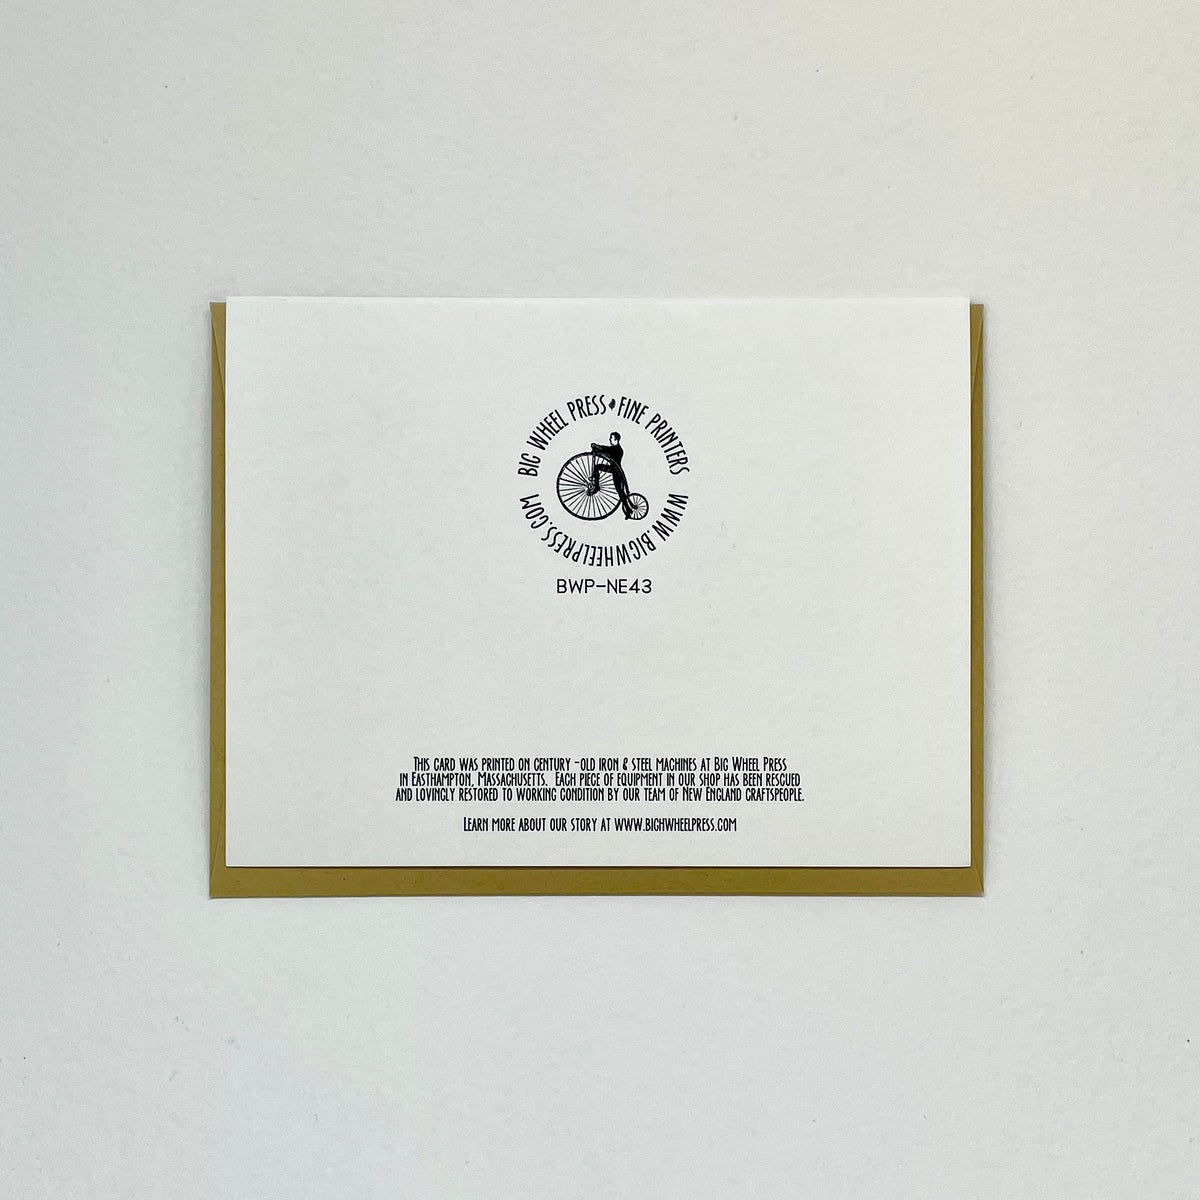 BIG WHEEL PRESS • FINE PRINTERS
WWW.BIGWHEELPRESS.COM
BWP-NE43
THIS CARD WAS PRINTED ON CENTURY -OLD IRON & STEEL MACHINES AT BIG WHEEL PRESS
IN EASTHAMPTON, MASSACHUSETTS. EACH PIECE OF EQUIPMENT IN OUR SHOP HAS BEEN RESCUED
AND LOVINGLY RESTORED TO WORKING CONDITION BY OUR TEAM OF NEW ENGLAND CRAFTSPEOPLE.
LEARN MORE ABOUT OUR STORY AT WWW.BIGHWHEELPRESS.COM